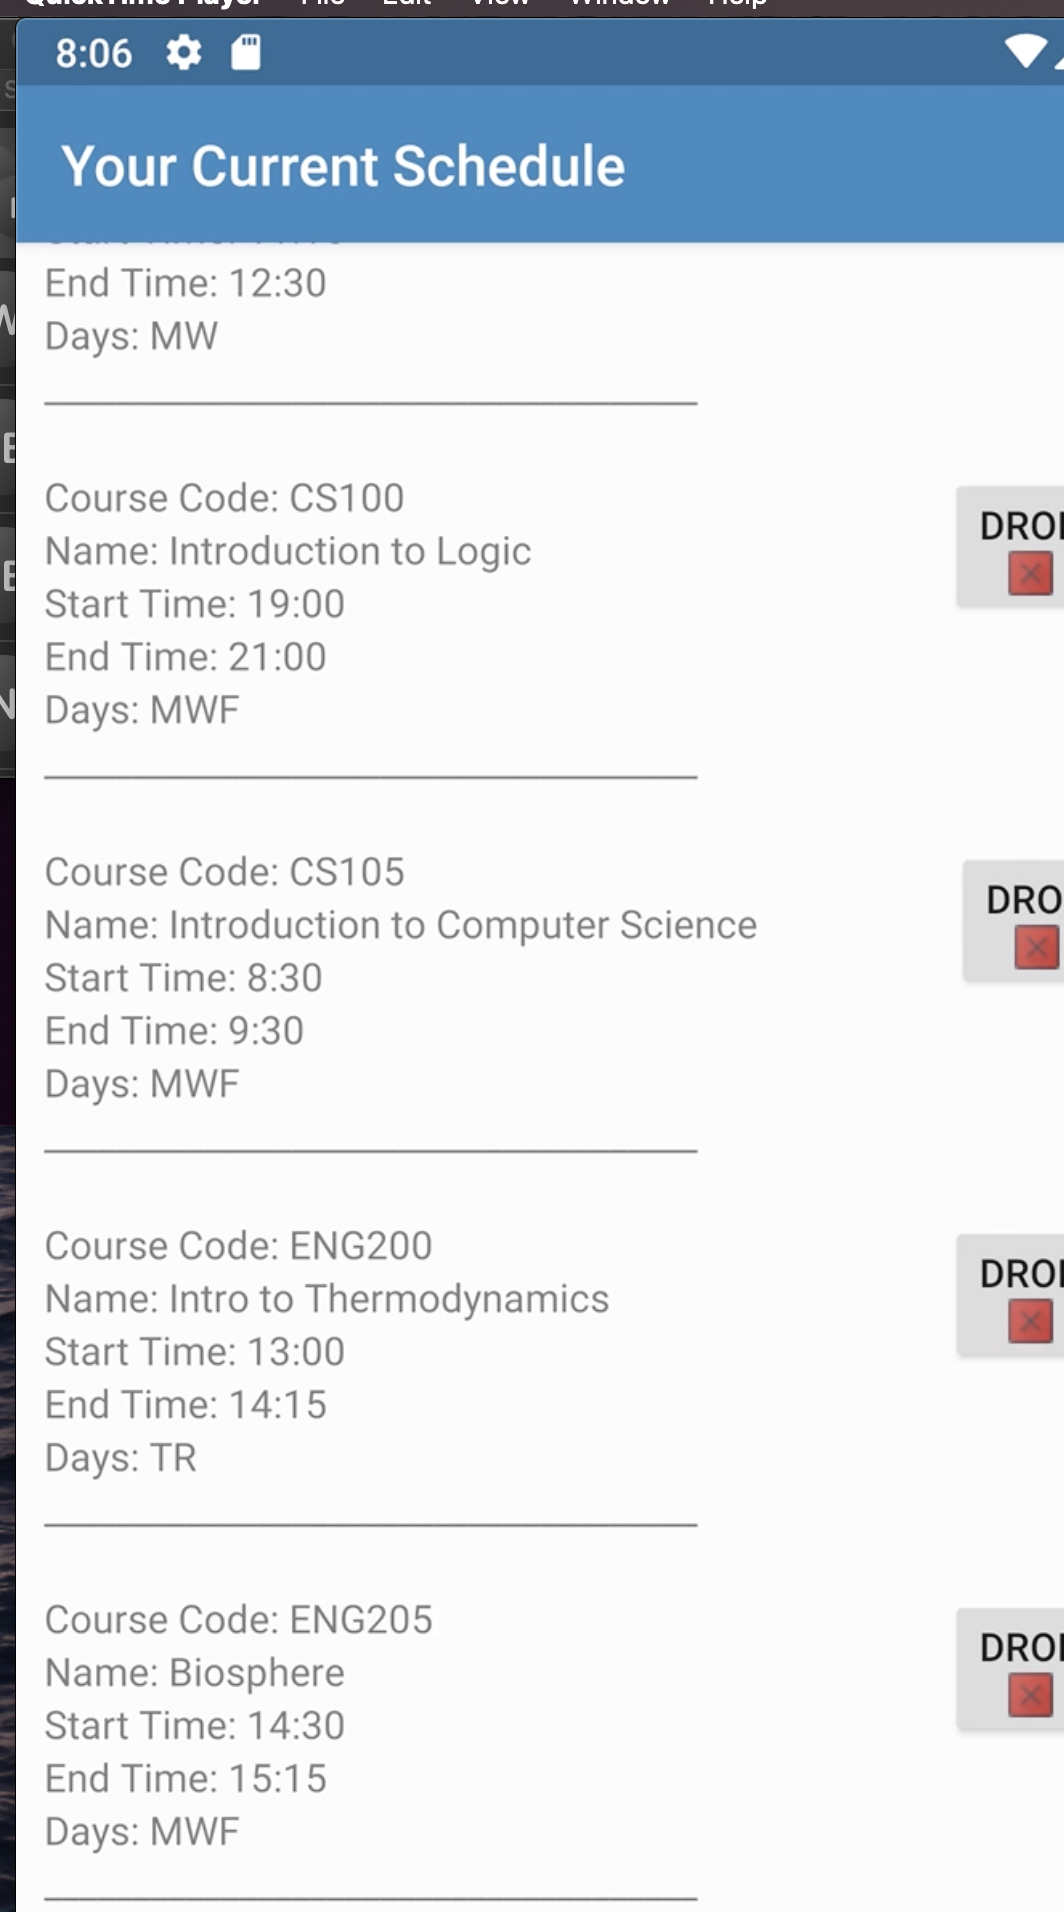 8:06
Your Current Schedule
End Time: 12:30
Days: MW
Course Code: CS100
Name: Introduction to Logic
Start Time: 19:00
End Time: 21:00
Days: MWF
Course Code: CS105
Name: Introduction to Computer Science
Start Time: 8:30
End Time: 9:30
Days: MWF
Course Code: ENG200
Name: Intro to Thermodynamics
Start Time: 13:00
End Time: 14:15
Days: TR
Course Code: ENG205
Name: Biosphere
Start Time: 14:30
End Time: 15:15
Days: MWF